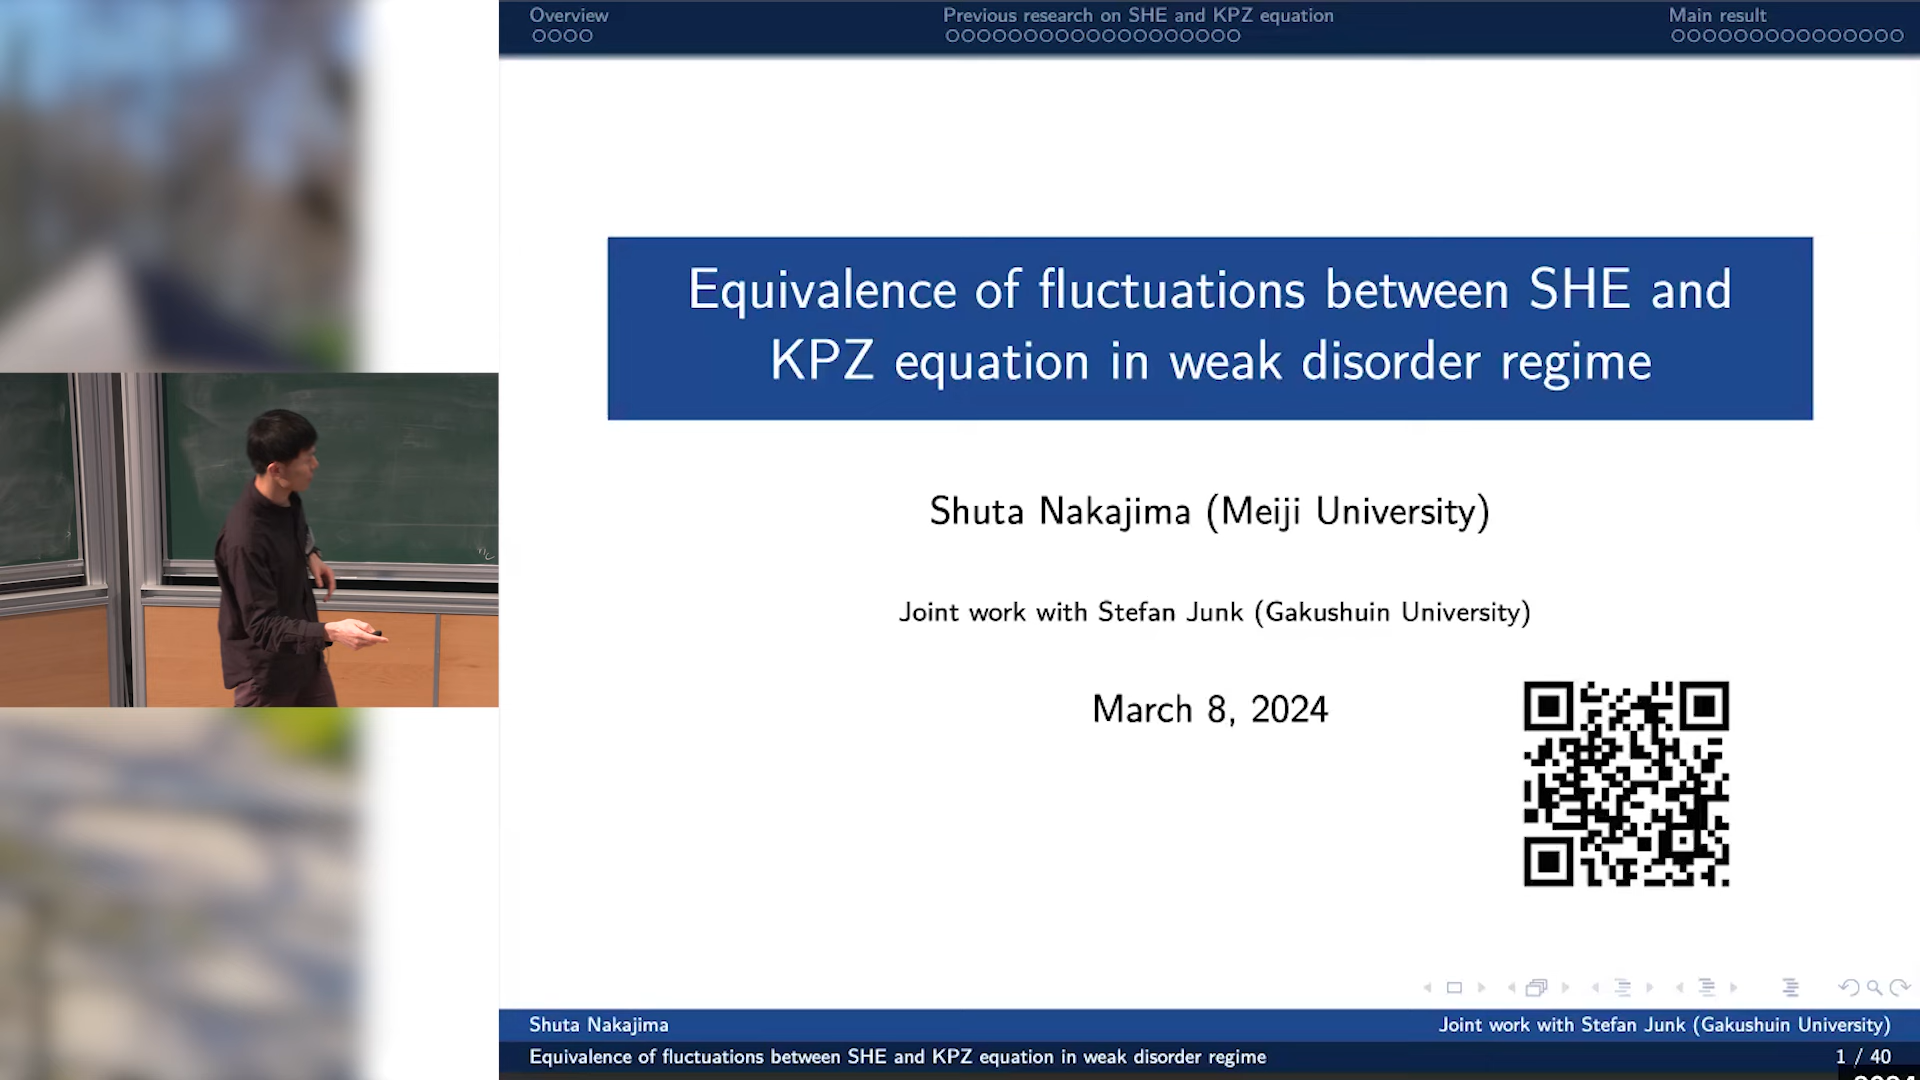 Overview
Previous research on SHE and KPZ equation
Main result
Equivalence of fluctuations between SHE and
KPZ equation in weak disorder regime
Shuta Nakajima (Meiji University)
Joint work with Stefan Junk (Gakushuin University)
March 8, 2024
Shuta Nakajima
Joint work with Stefan Junk (Gakushuin University)
Equivalence of fluctuations between SHE and KPZ equation in weak disorder regime
1 / 40